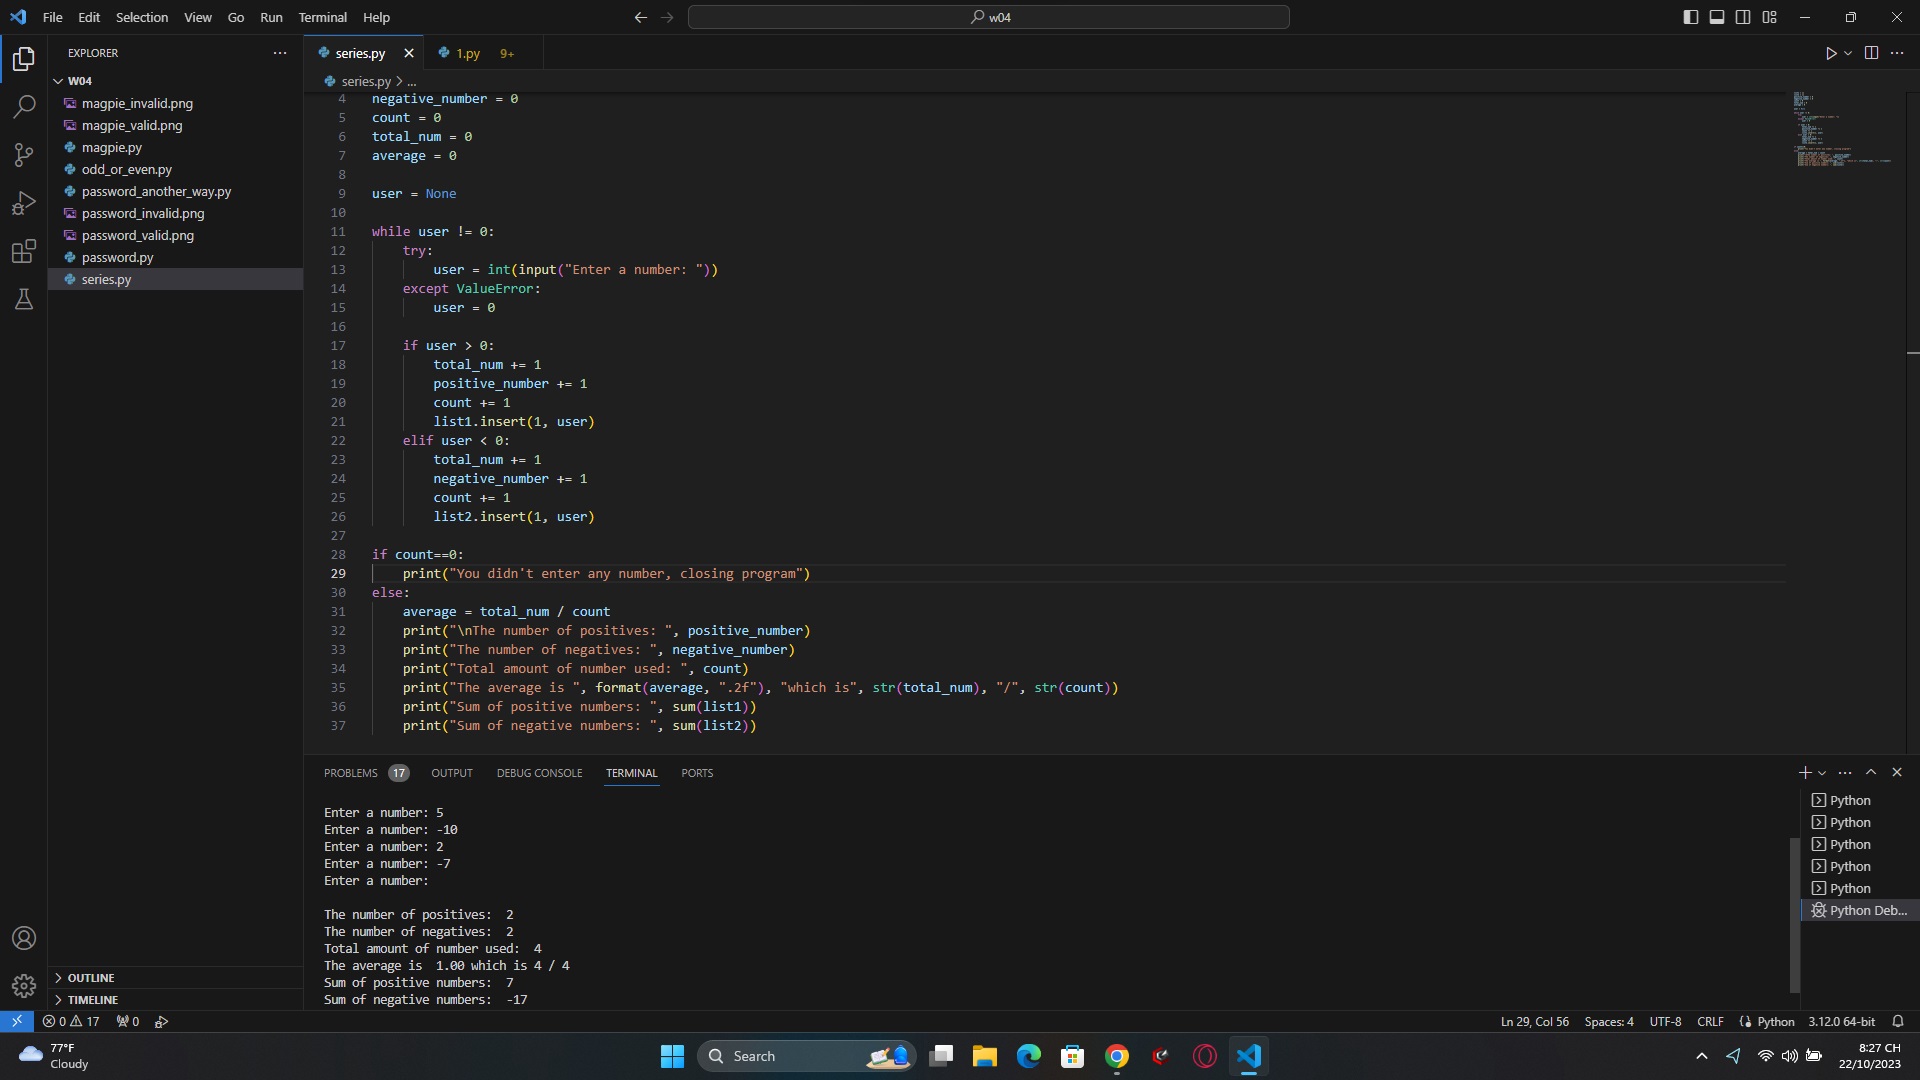 File Edit Selection View Go Run Terminal Help
w04
EXPLORER
W04
magpie_invalid.png
magpie_valid.png
magpie.py
odd_or_even.py
password_another_way.py
password_invalid.png
password_valid.png
password.py
series.py
OUTLINE
TIMELINE
series.py
1.py 9+
series.py > ...
4 negative_number = 0
5 count = 0
6 total_num = 0
7 average = 0
8
9 user = None
10
11 while user != 0:
12 try:
13 user = int(input("Enter a number: "))
14 except ValueError:
15 user = 0
16
17 if user > 0:
18 total_num += 1
19 positive_number += 1
20 count += 1
21 list1.insert(1, user)
22 elif user < 0:
23 total_num += 1
24 negative_number += 1
25 count += 1
26 list2.insert(1, user)
27
28 if count==0:
29 print("You didn't enter any number, closing program")
30 else:
31 average = total_num / count
32 print("\nThe number of positives: ", positive_number)
33 print("The number of negatives: ", negative_number)
34 print("Total amount of number used: ", count)
35 print("The average is ", format(average, ".2f"), "which is", str(total_num), "/", str(count))
36 print("Sum of positive numbers: ", sum(list1))
37 print("Sum of negative numbers: ", sum(list2))
PROBLEMS 17 OUTPUT DEBUG CONSOLE TERMINAL PORTS
Enter a number: 5
Enter a number: -10
Enter a number: 2
Enter a number: -7
Enter a number:
The number of positives:  2
The number of negatives:  2
Total amount of number used:  4
The average is  1.00 which is 4 / 4
Sum of positive numbers:  7
Sum of negative numbers:  -17
Python
Python
Python
Python
Python
Python Deb...
0 17 0
Ln 29, Col 56 Spaces: 4 UTF-8 CRLF Python 3.12.0 64-bit
77°F
Cloudy
Search
8:27 CH
22/10/2023